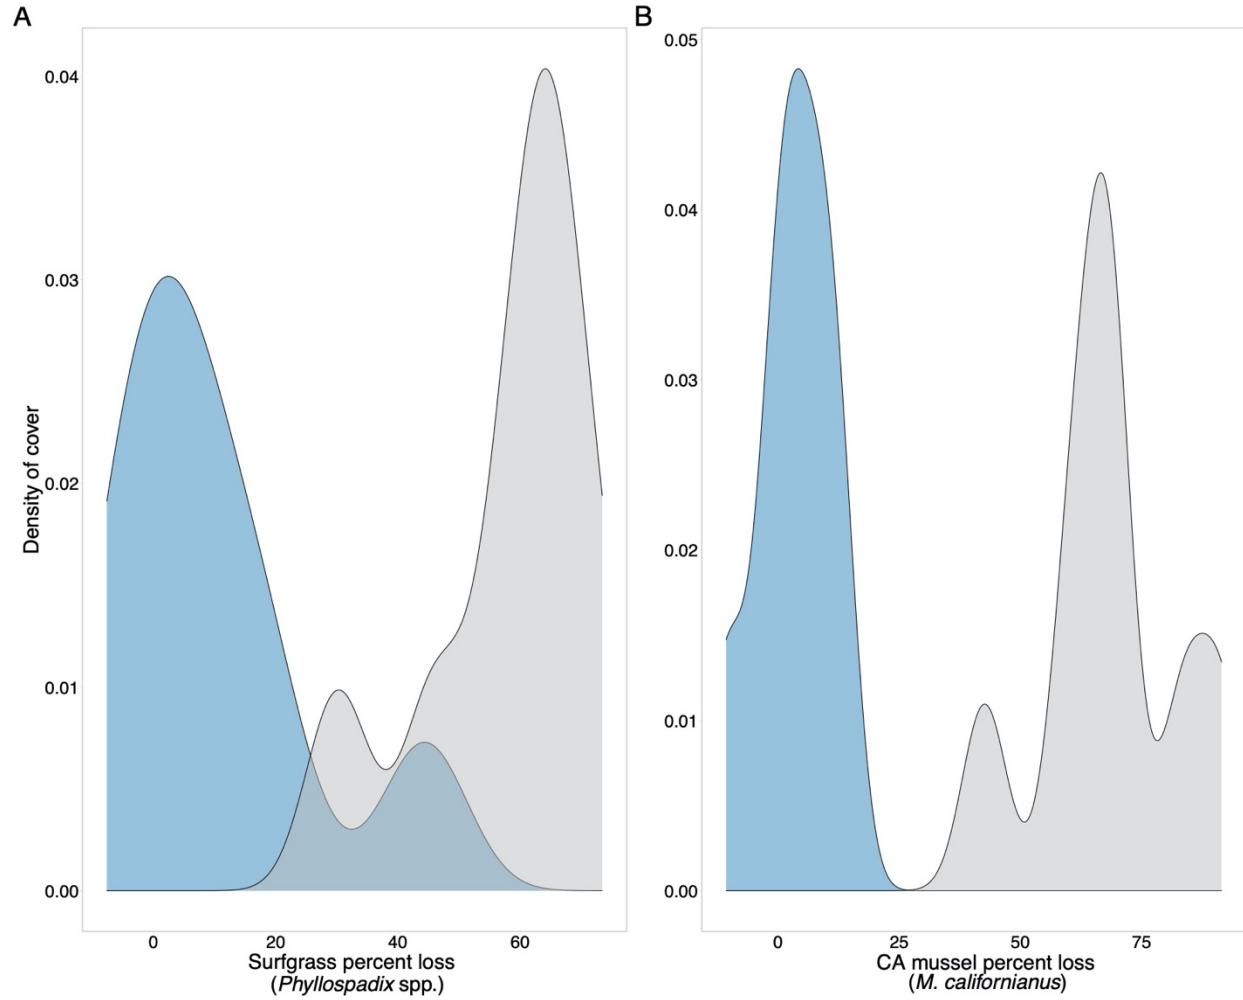 A
B
0.04
0.03
0.02
0.01
0.00
Density of cover
0 20 40 60
Surfgrass percent loss
(Phyllospadix spp.)
0.05
0.04
0.03
0.02
0.01
0.00
0 25 50 75
CA mussel percent loss
(M. californianus)